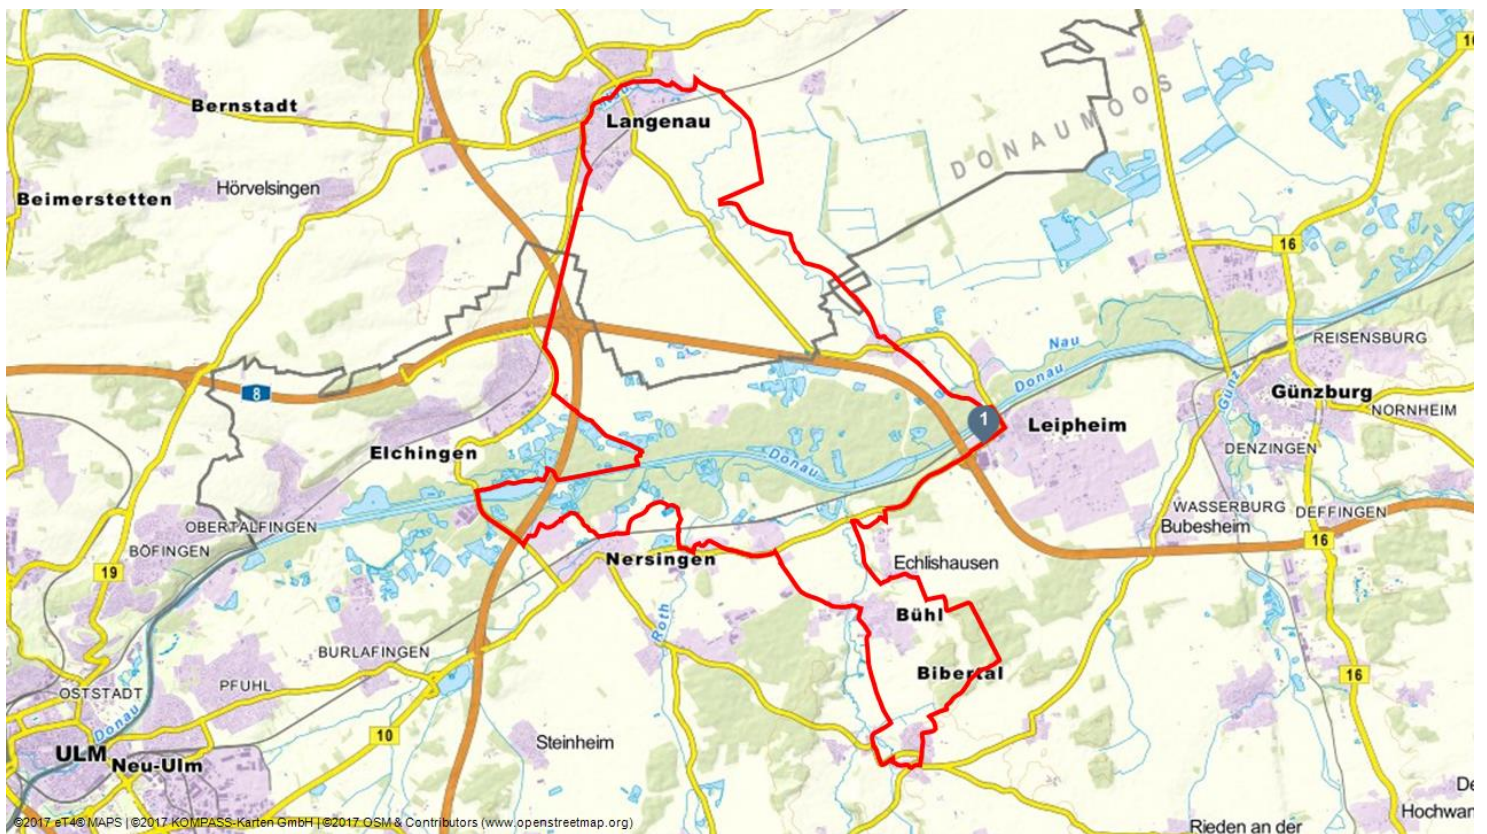 16
Bernstadt
Langenau
DONAUMOOS
Hörvelsingen
Beimerstetten
16
REISENSBURG
Nau
Donau
8
Günz
Günzburg
NORNHEIM
1
Leipheim
Elchingen
DENZINGEN
Donau
WASSERBURG
DEFFINGEN
OBERTALFINGEN
Bubesheim
16
BÖFINGEN
Nersingen
Echlishausen
19
Bühl
Roth
BURLAFINGEN
Bibertal
16
PFUHL
OSTSTADT
Donau
10
Steinheim
ULM
Neu-Ulm
De
Hochwan
©2017 eT4® MAPS | ©2017 KOMPASS-Karten GmbH | ©2017 OSM & Contributors (www.openstreetmap.org)
Rieden an der